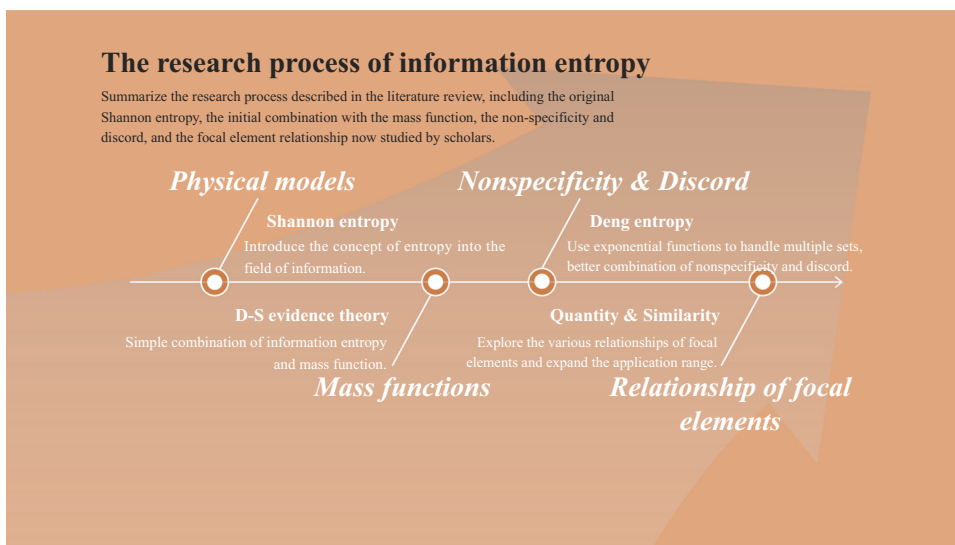 The research process of information entropy
Summarize the research process described in the literature review, including the original
Shannon entropy, the initial combination with the mass function, the non-specificity and
discord, and the focal element relationship now studied by scholars.
Physical models
Shannon entropy
Introduce the concept of entropy into the
field of information.
Nonspecificity & Discord
Deng entropy
Use exponential functions to handle multiple sets,
better combination of nonspecificity and discord.
D-S evidence theory
Simple combination of information entropy
and mass function.
Mass functions
Quantity & Similarity
Explore the various relationships of focal
elements and expand the application range.
Relationship of focal
elements